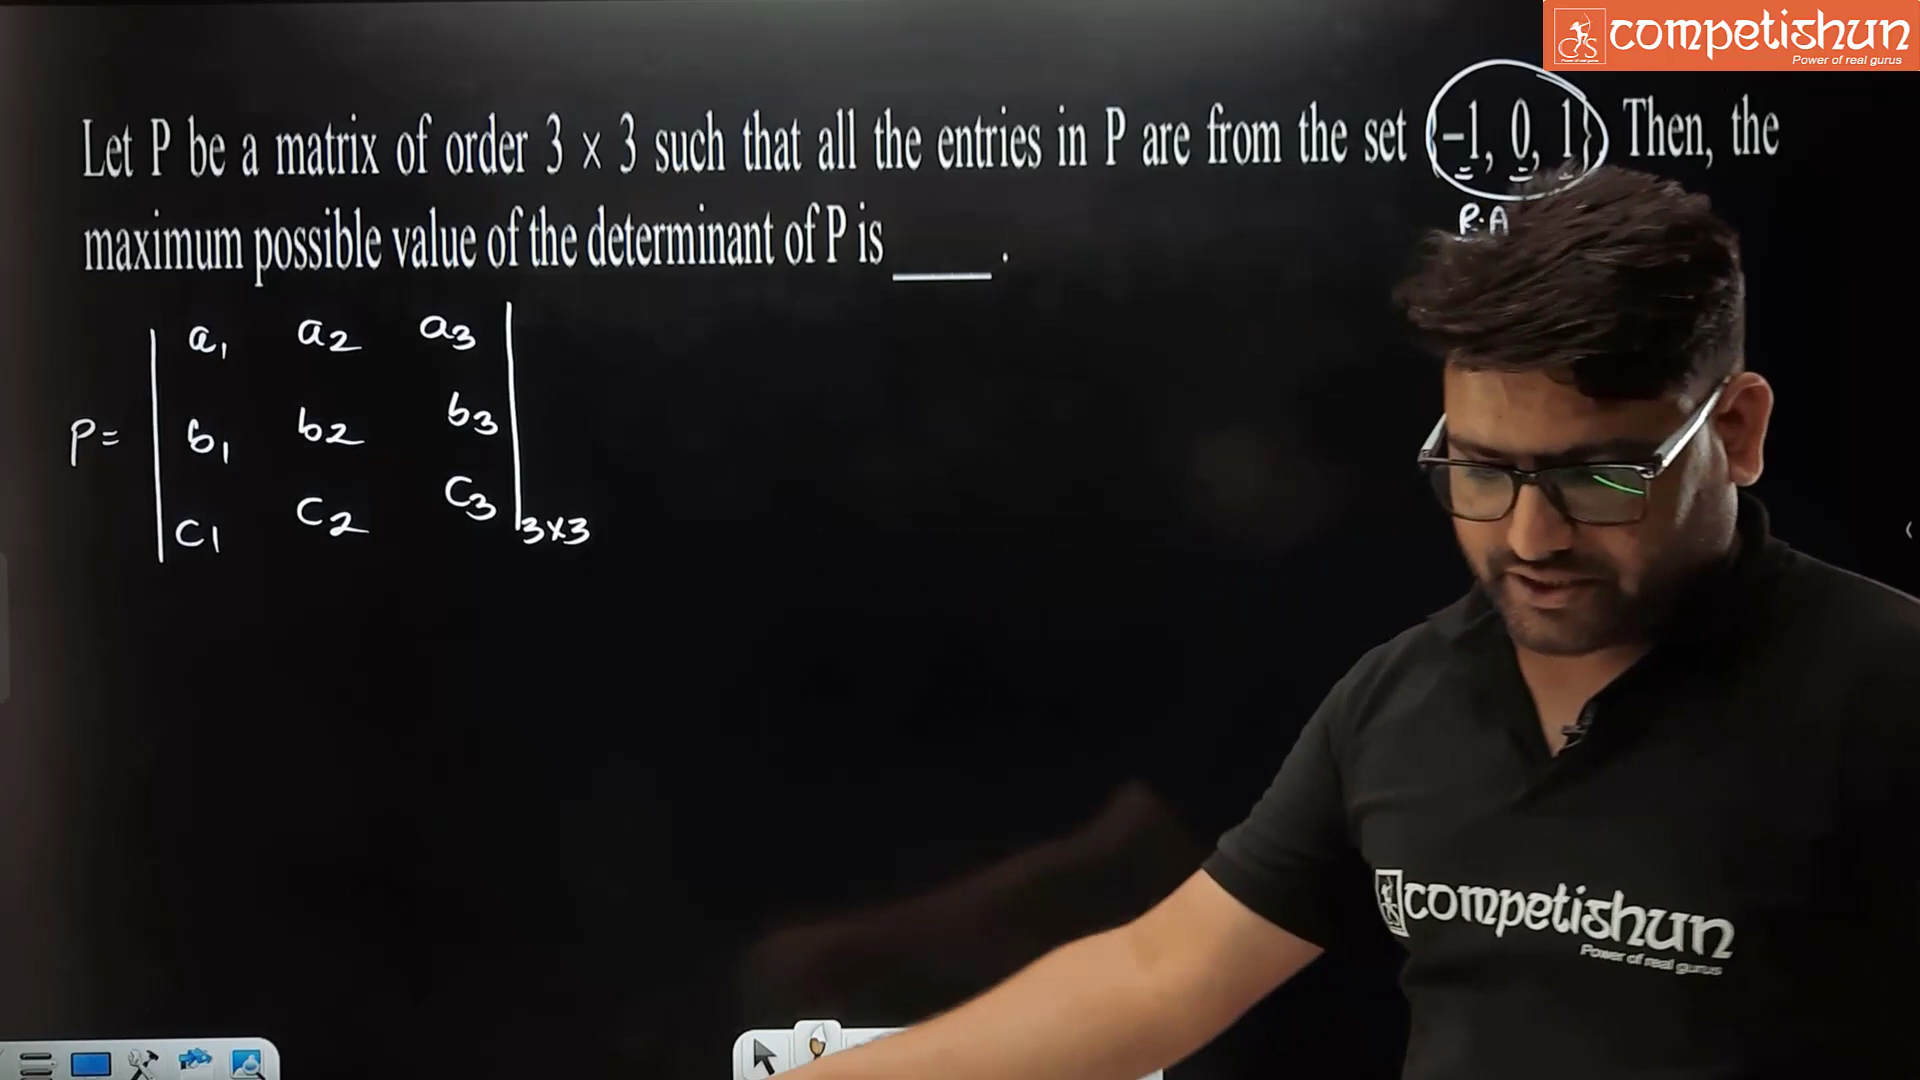 competishun
Power of real gurus
Let P be a matrix of order 3 × 3 such that all the entries in P are from the set {–1, 0, 1} Then, the
maximum possible value of the determinant of P is ____ .
a1 a2 a3
P= b1 b2 b3
c1 c2 c3 3×3
competishun
Power of real gurus